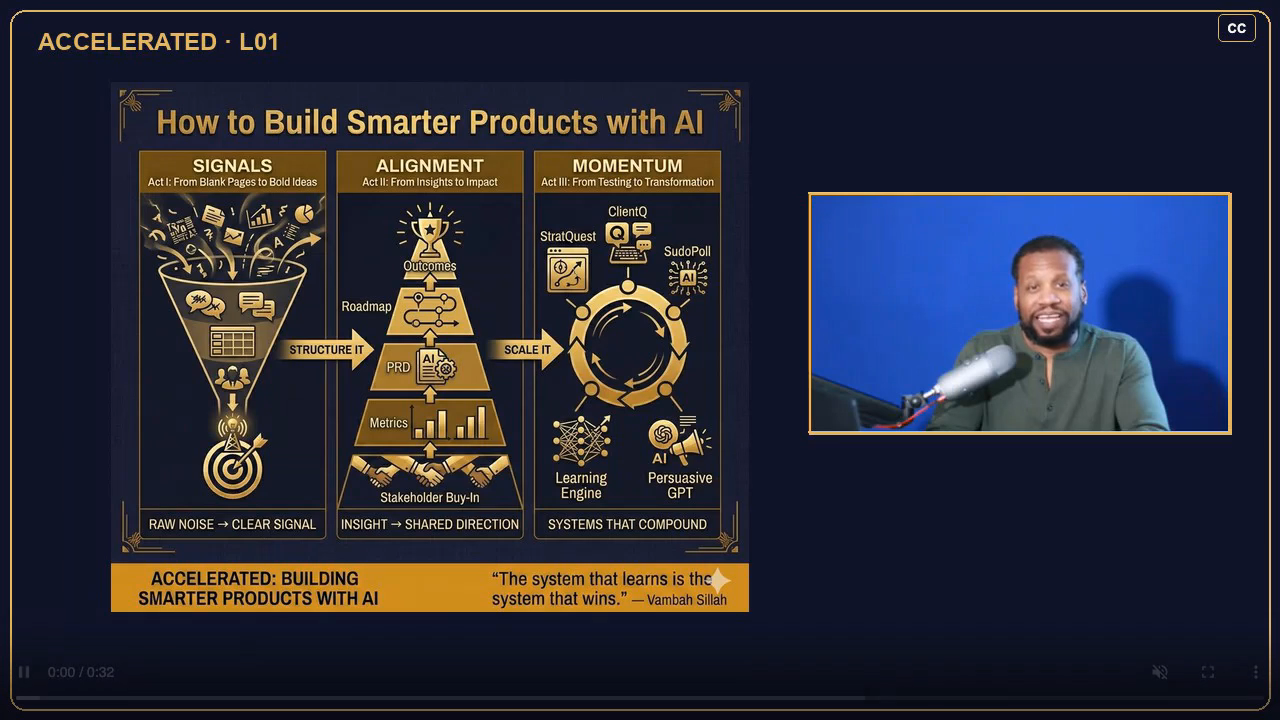 ACCELERATED · L01
CC
How to Build Smarter Products with AI
SIGNALS
Act I: From Blank Pages to Bold Ideas
RAW NOISE → CLEAR SIGNAL
STRUCTURE IT
ALIGNMENT
Act II: From Insights to Impact
Outcomes
Roadmap
PRD
AI
Metrics
Stakeholder Buy-In
INSIGHT → SHARED DIRECTION
SCALE IT
MOMENTUM
Act III: From Testing to Transformation
ClientQ
Q
StratQuest
SudoPoll
AI
Learning
Engine
AI
Persuasive
GPT
SYSTEMS THAT COMPOUND
ACCELERATED: BUILDING
SMARTER PRODUCTS WITH AI
“The system that learns is the
system that wins.” — Vambah Sillah
0:00 / 0:32